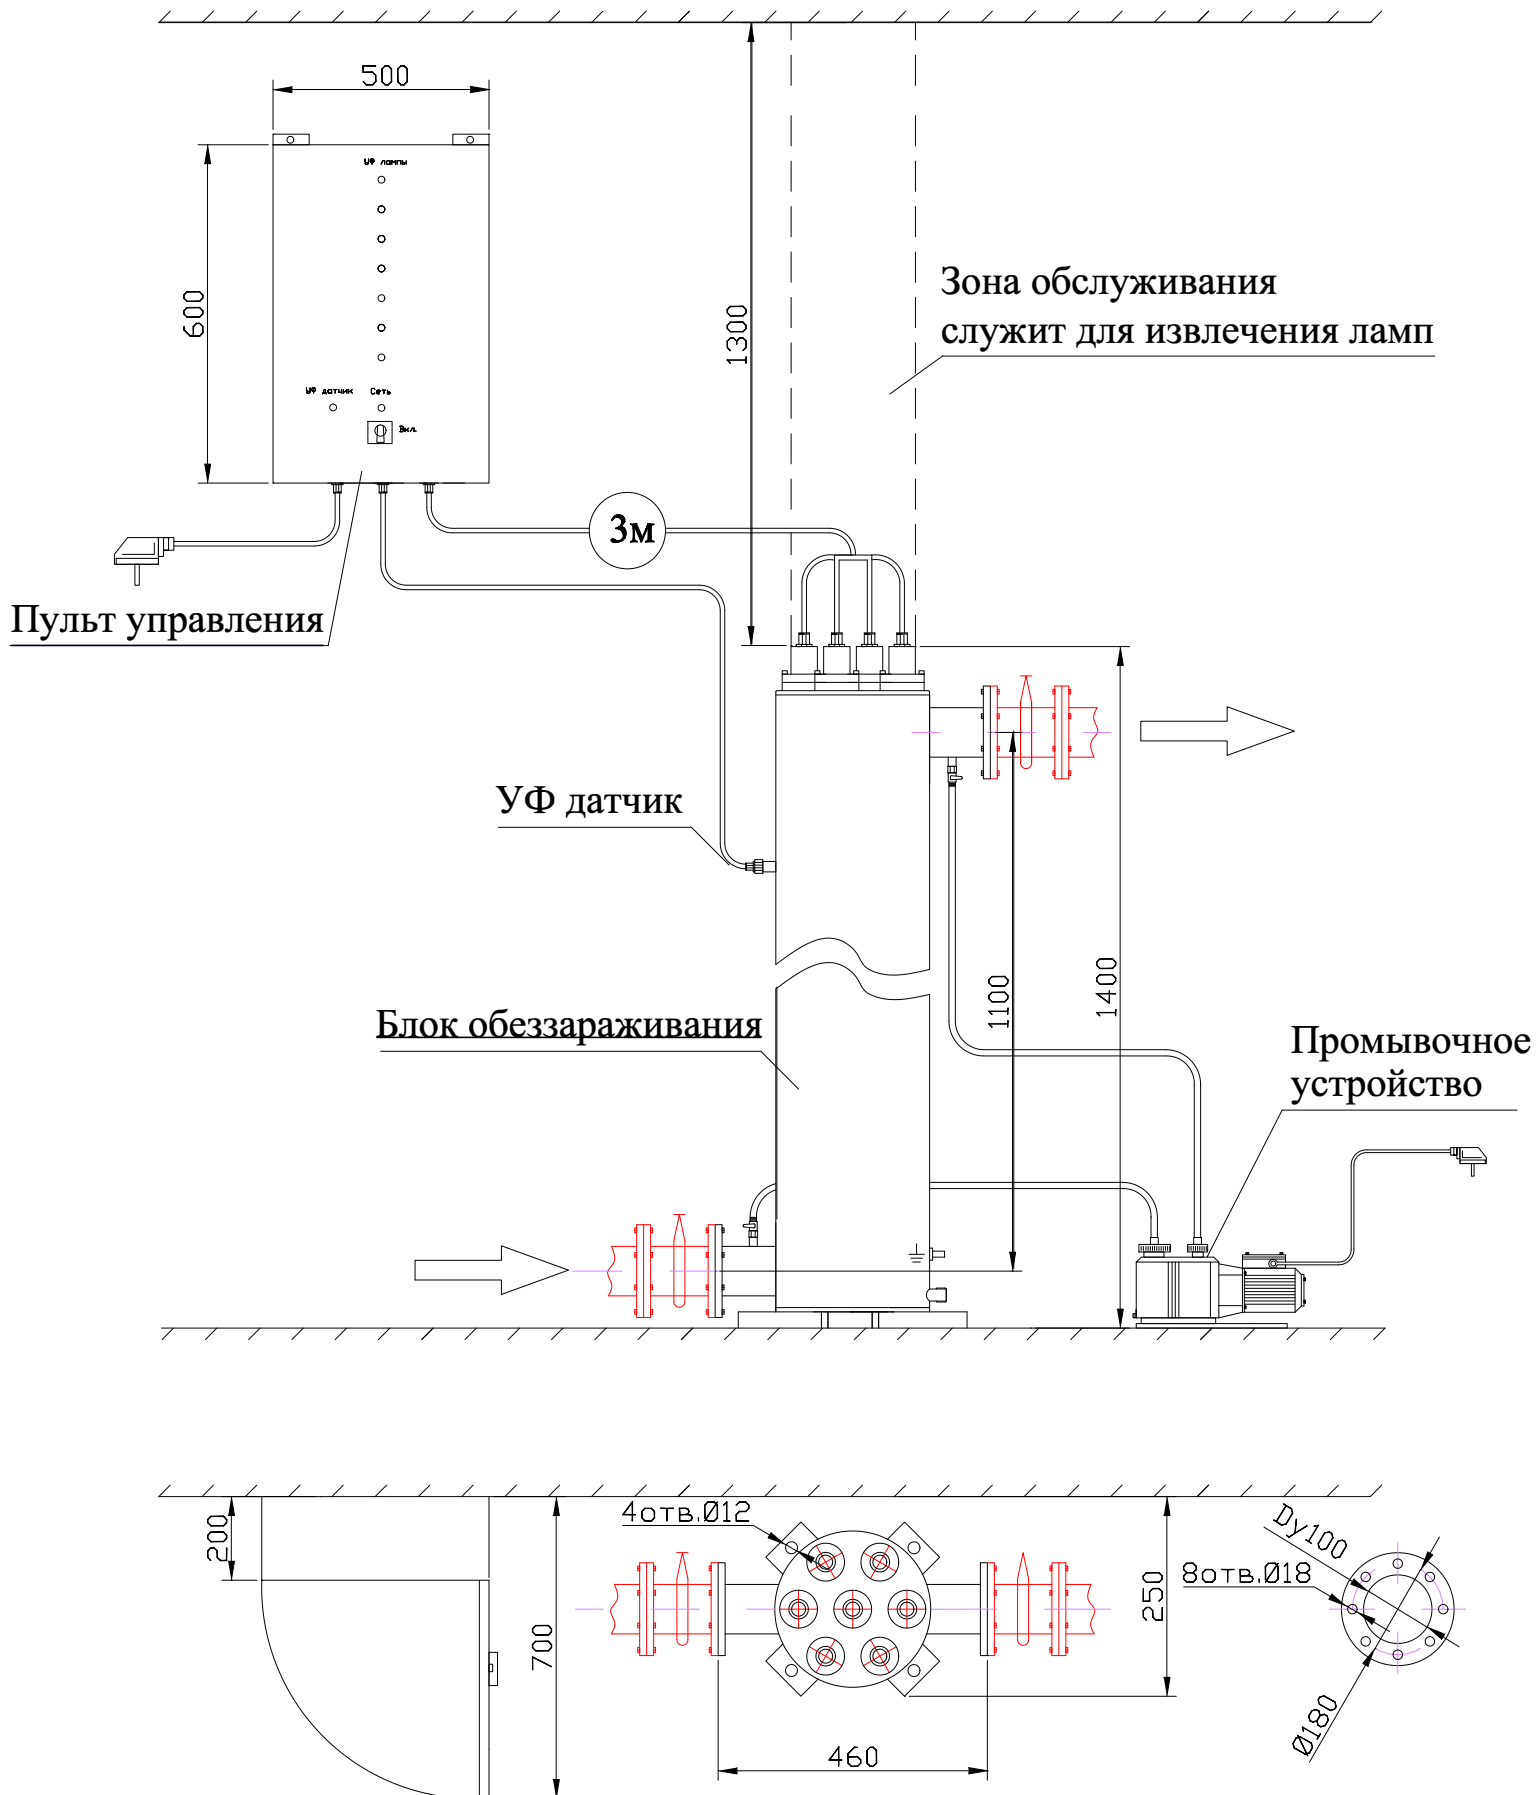 500
УФ лампы
600
1300
Зона обслуживания
служит для извлечения ламп
УФ датчик
Сеть
Вкл.
3м
Пульт управления
УФ датчик
Блок обеззараживания
1100
1400
Промывочное
устройство
200
700
4отв.Ø12
250
460
Dу100
8отв.Ø18
Ø180